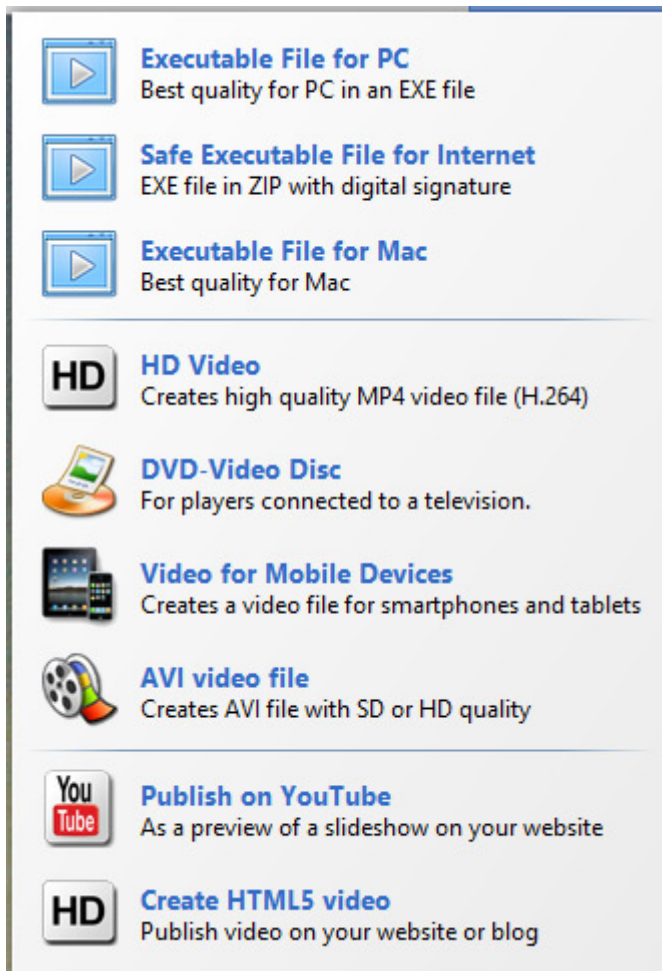 Executable File for PC
Best quality for PC in an EXE file
Safe Executable File for Internet
EXE file in ZIP with digital signature
Executable File for Mac
Best quality for Mac
HD
HD Video
Creates high quality MP4 video file (H.264)
DVD-Video Disc
For players connected to a television.
Video for Mobile Devices
Creates a video file for smartphones and tablets
AVI video file
Creates AVI file with SD or HD quality
You
Tube
Publish on YouTube
As a preview of a slideshow on your website
HD
Create HTML5 video
Publish video on your website or blog